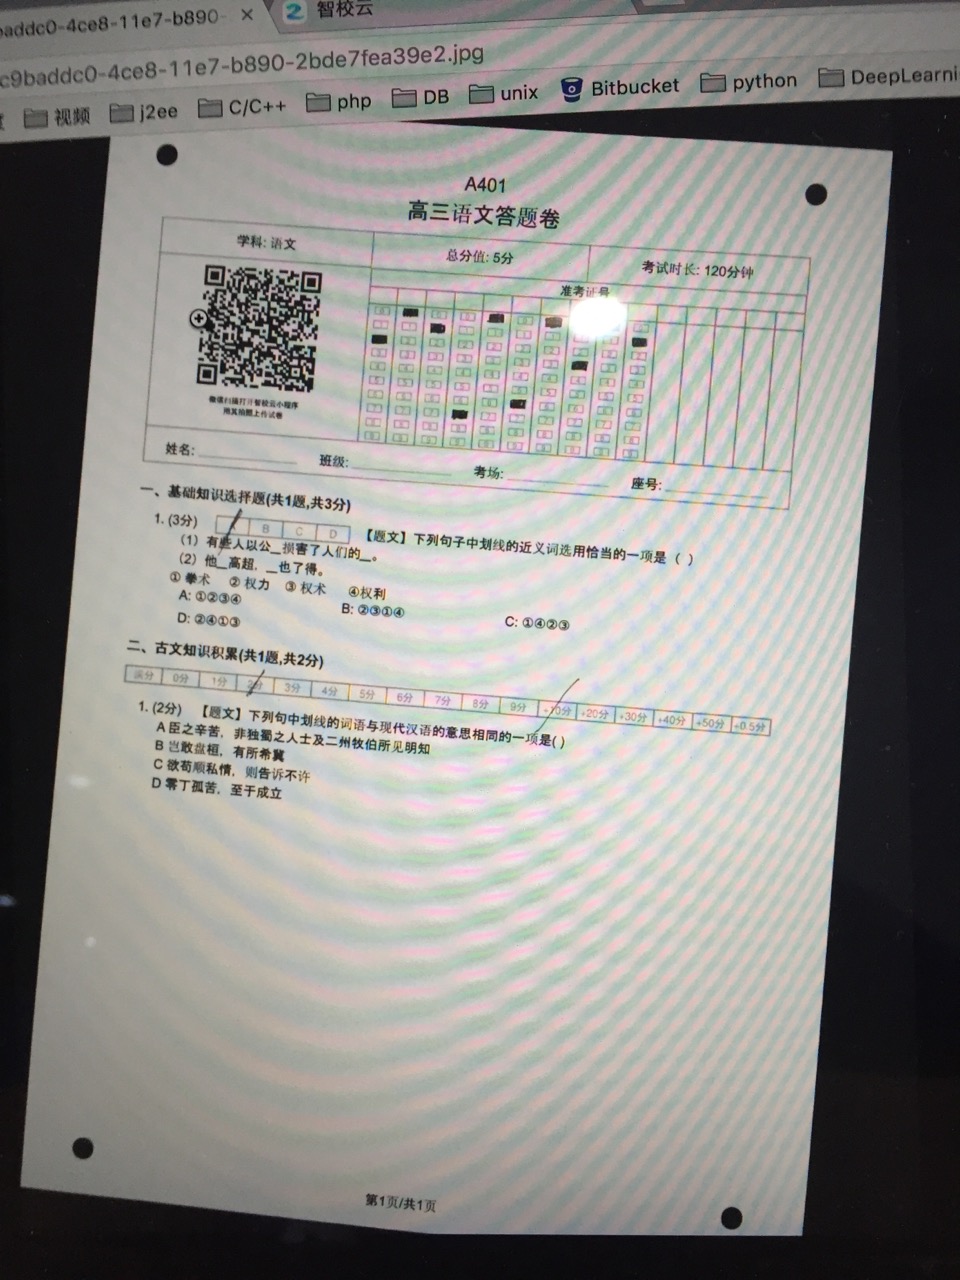 addc0-4ce8-11e7-b890- × 智校云
c9baddc0-4ce8-11e7-b890-2bde7fea39e2.jpg
视频 j2ee C/C++ php DB unix Bitbucket python DeepLearni
A401
高三语文答题卷
学科: 语文 总分值: 5分 考试时长: 120分钟
准考证号
微信扫描打开智校云小程序
用其拍照上传试卷
姓名: 班级: 考场: 座号:
一、基础知识选择题(共1题,共3分)
1. (3分) B C D 【题文】下列句子中划线的近义词选用恰当的一项是（ ）
（1）有些人以公__损害了人们的__。
（2）他__高超，__也了得。
① 拳术 ② 权力 ③ 权术 ④权利
A: ①②③④ B: ②③①④ C: ①④②③
D: ②④①③
二、古文知识积累(共1题,共2分)
满分 0分 1分 2分 3分 4分 5分 6分 7分 8分 9分 +10分 +20分 +30分 +40分 +50分 +0.5分
1. (2分) 【题文】下列句中划线的词语与现代汉语的意思相同的一项是( )
A 臣之辛苦，非独蜀之人士及二州牧伯所见明知
B 岂敢盘桓，有所希冀
C 欲苟顺私情，则告诉不许
D 零丁孤苦，至于成立
第1页/共1页